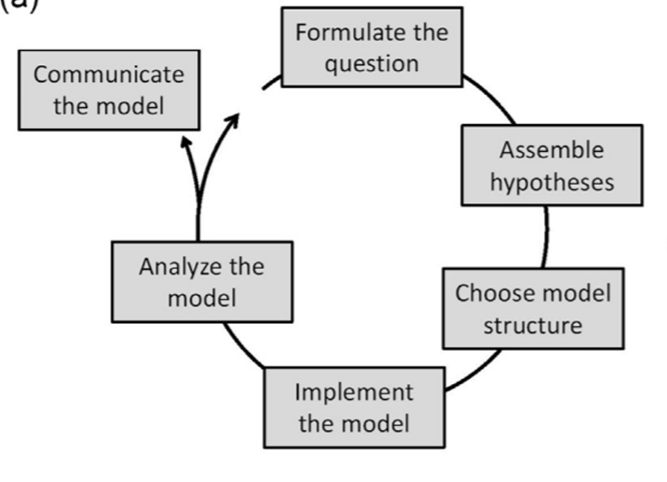 (a)
Formulate the
question
Communicate
the model
Assemble
hypotheses
Analyze the
model
Choose model
structure
Implement
the model